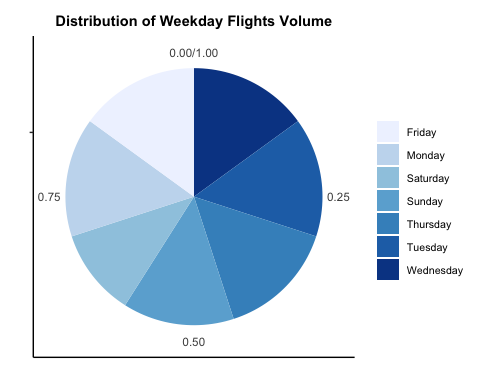 Distribution of Weekday Flights Volume
0.00/1.00
0.75
0.25
0.50
Friday
Monday
Saturday
Sunday
Thursday
Tuesday
Wednesday